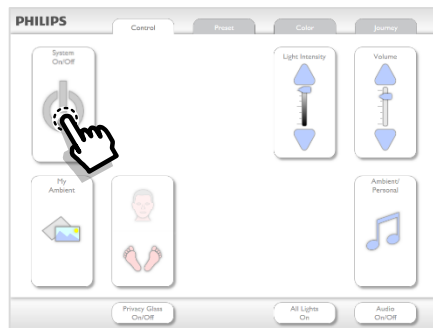 PHILIPS
Control
Preset
Color
Journey
System
On/Off
Light Intensity
Volume
My
Ambient
Ambient/
Personal
Privacy Glass
On/Off
All Lights
On
Audio
On/Off